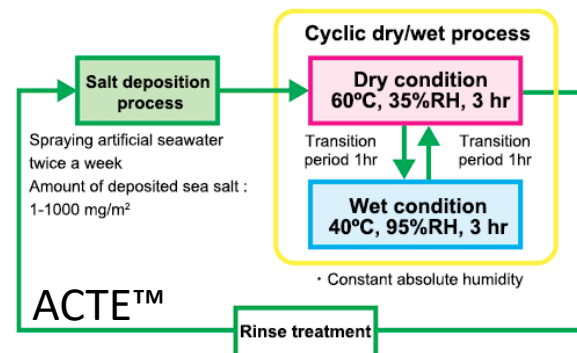 Cyclic dry/wet process
Salt deposition
process
Dry condition
60ºC, 35%RH, 3 hr
Spraying artificial seawater
twice a week
Amount of deposited sea salt :
1-1000 mg/m²
Transition
period 1hr
Transition
period 1hr
Wet condition
40ºC, 95%RH, 3 hr
・Constant absolute humidity
ACTE™
Rinse treatment